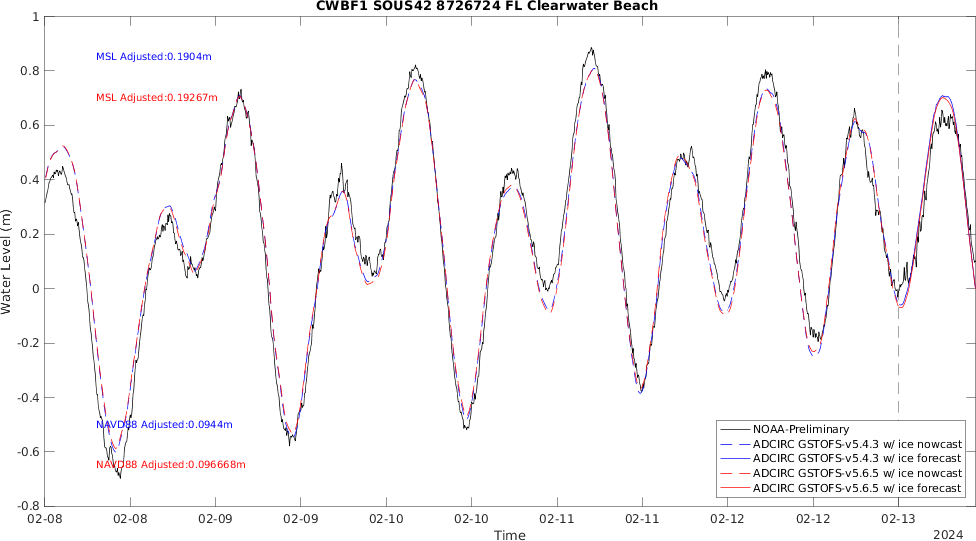 CWBF1 SOUS42 8726724 FL Clearwater Beach
1
0.8
0.6
0.4
0.2
0
-0.2
-0.4
-0.6
-0.8
Water Level (m)
MSL Adjusted:0.1904m
MSL Adjusted:0.19267m
NAVD88 Adjusted:0.0944m
NAVD88 Adjusted:0.096668m
NOAA-Preliminary
ADCIRC GSTOFS-v5.4.3 w/ice nowcast
ADCIRC GSTOFS-v5.4.3 w/ice forecast
ADCIRC GSTOFS-v5.6.5 w/ice nowcast
ADCIRC GSTOFS-v5.6.5 w/ice forecast
02-08 02-08 02-09 02-09 02-10 02-10 02-11 02-11 02-12 02-12 02-13
Time
2024